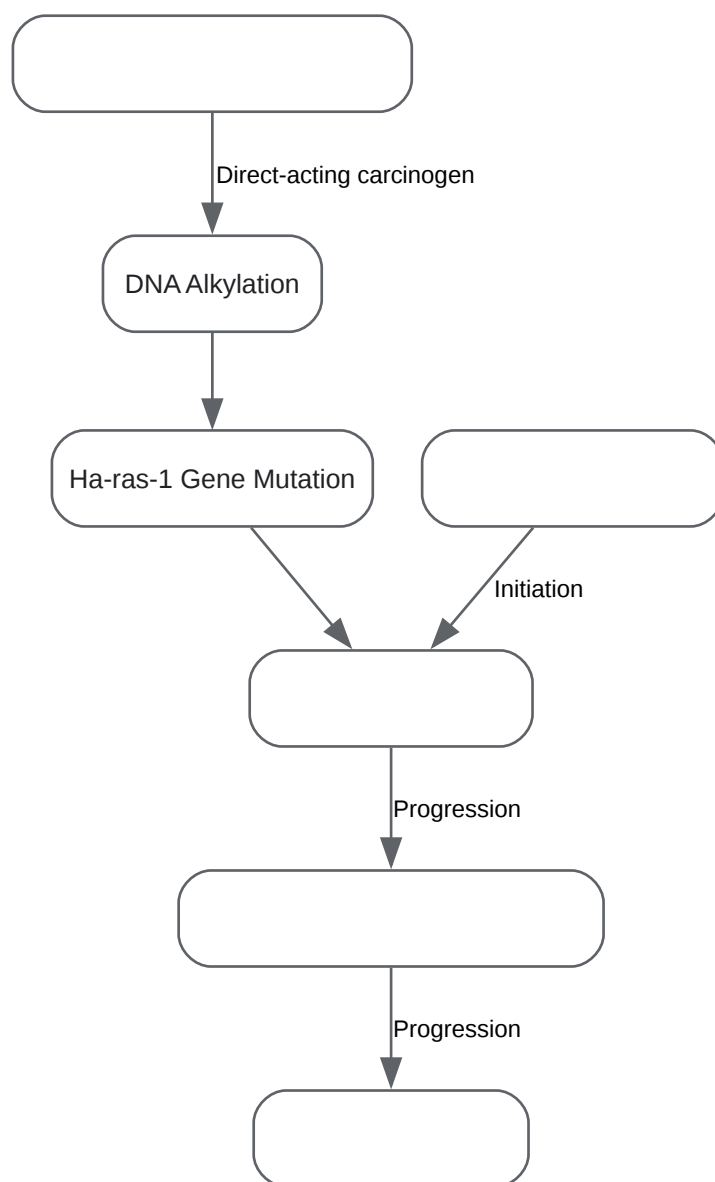 Direct-acting carcinogen
DNA Alkylation
Ha-ras-1 Gene Mutation
Initiation
Progression
Progression